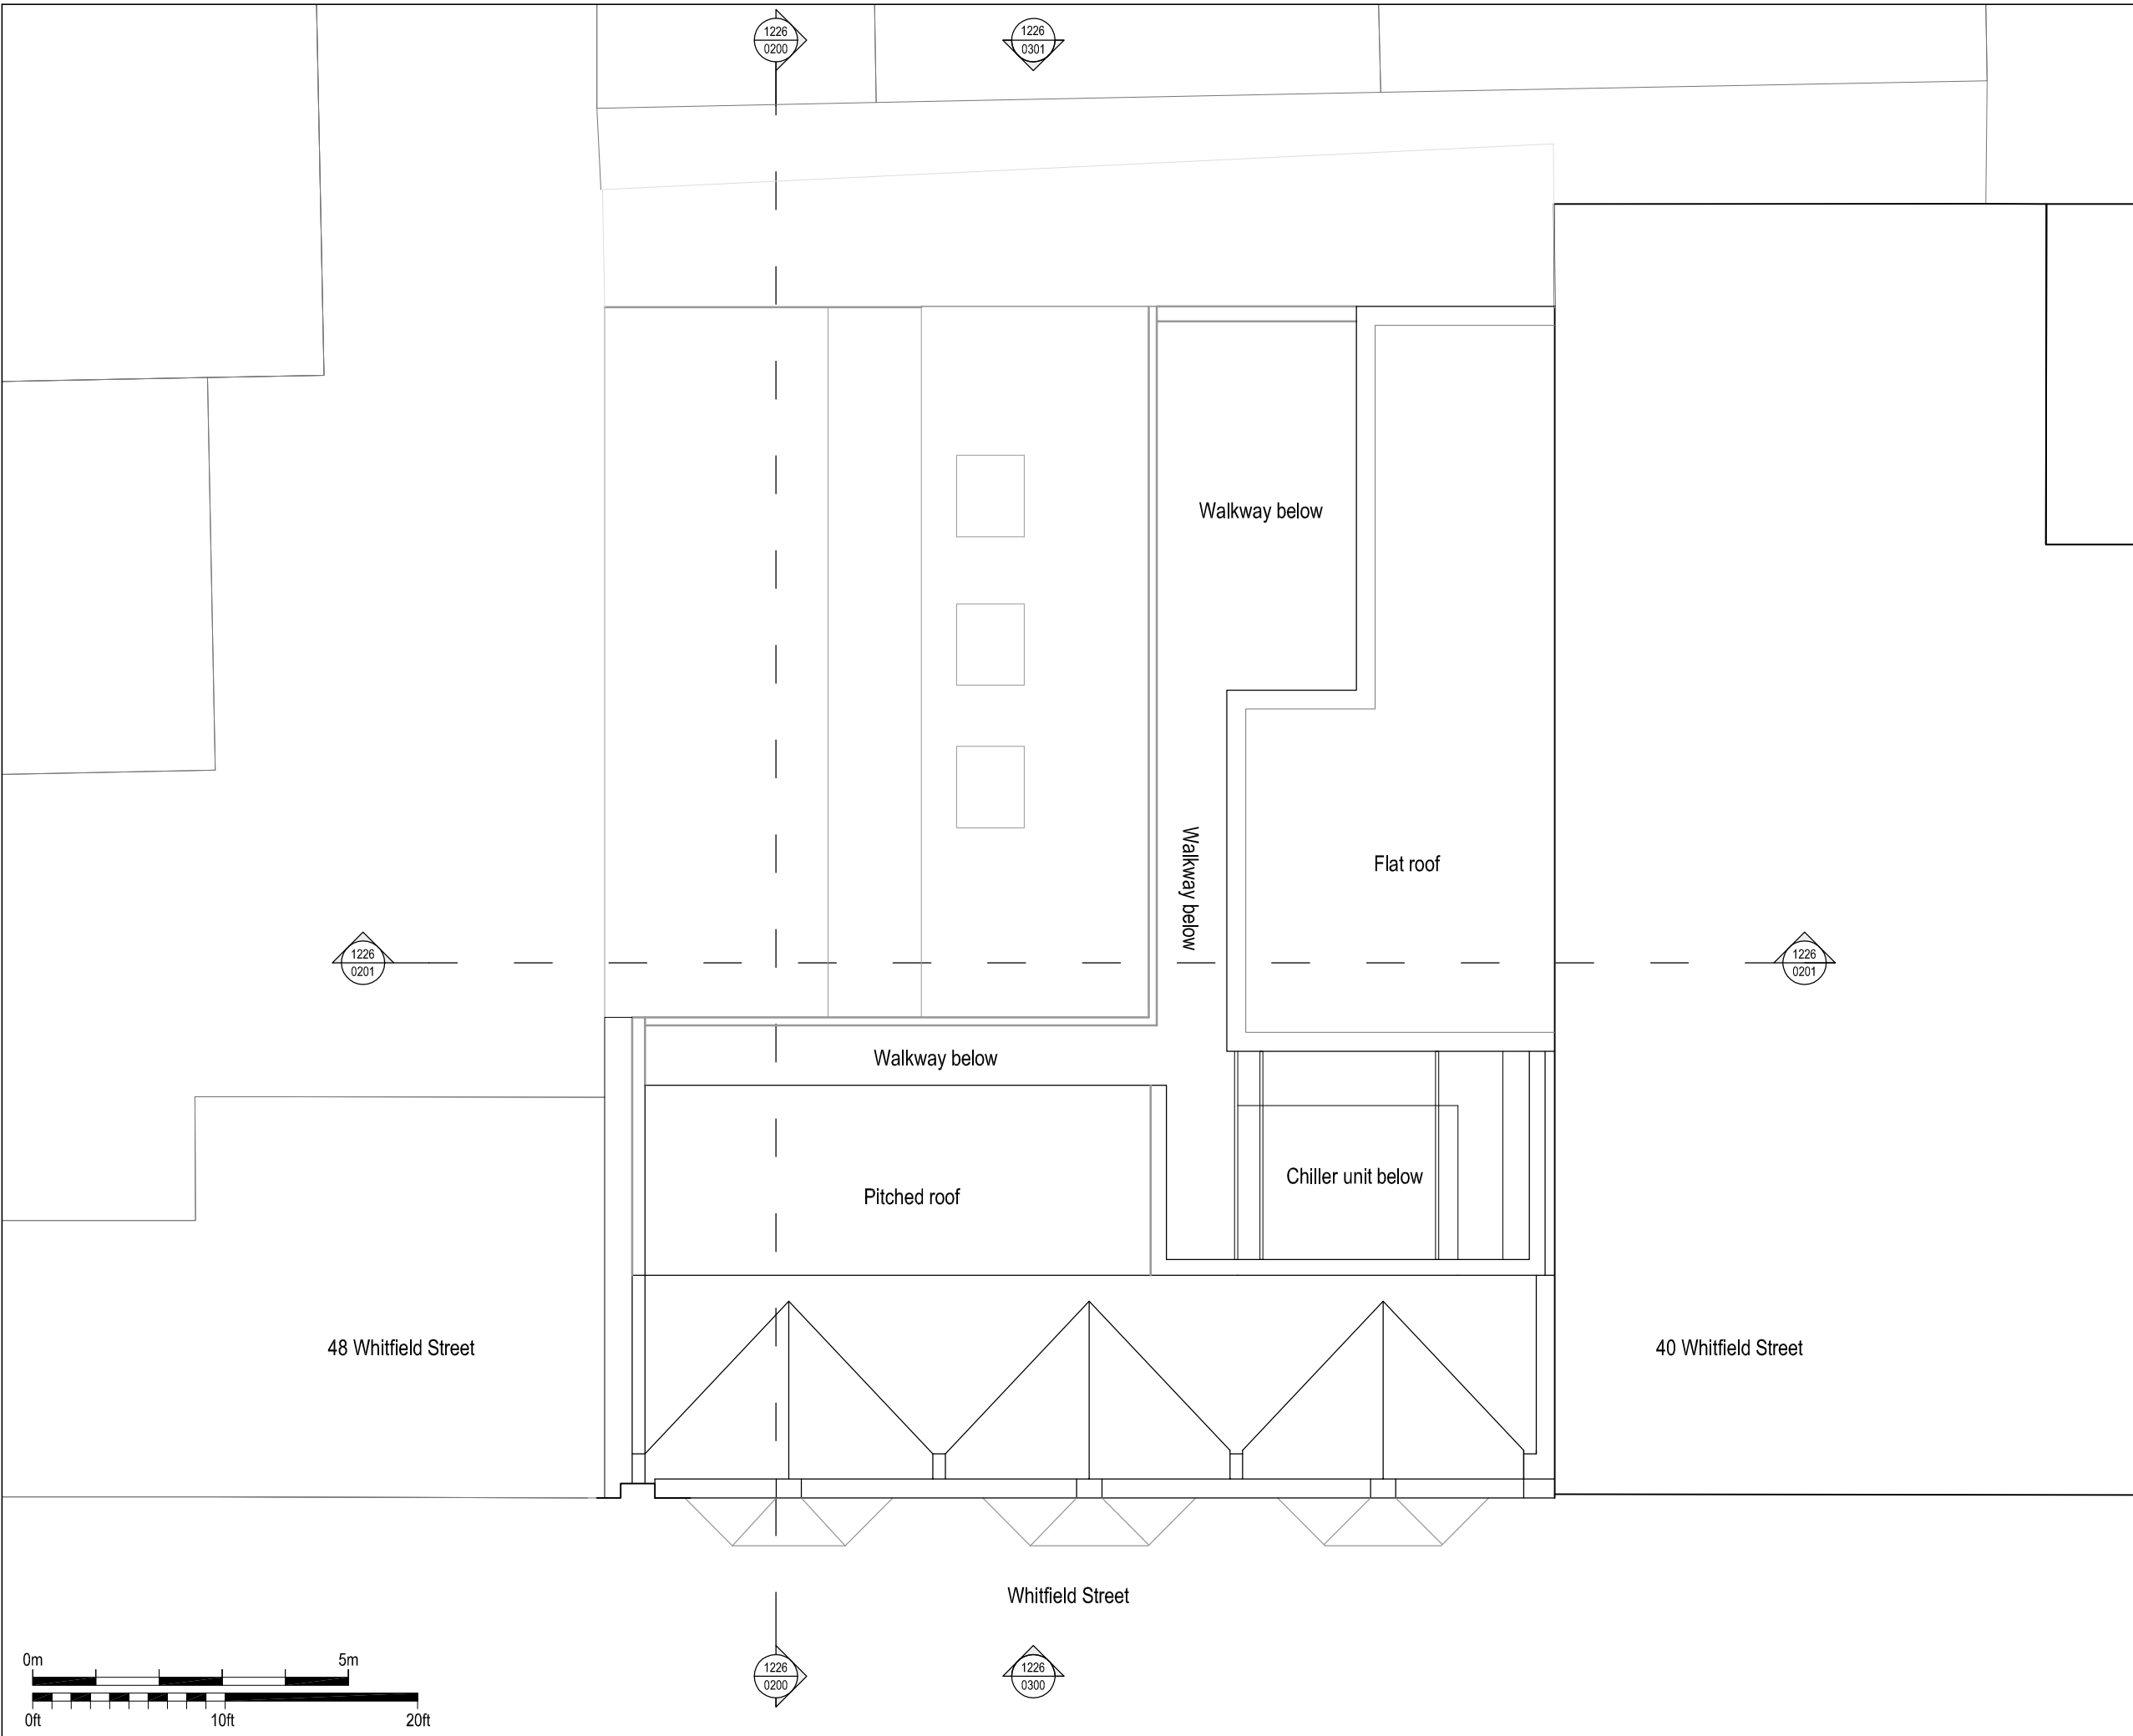 1226
0200
1226
0301
Walkway below
Walkway below
Flat roof
1226
0201
1226
0201
Walkway below
Chiller unit below
Pitched roof
48 Whitfield Street
40 Whitfield Street
Whitfield Street
0m 5m
0ft 10ft 20ft
1226
0200
1226
0300